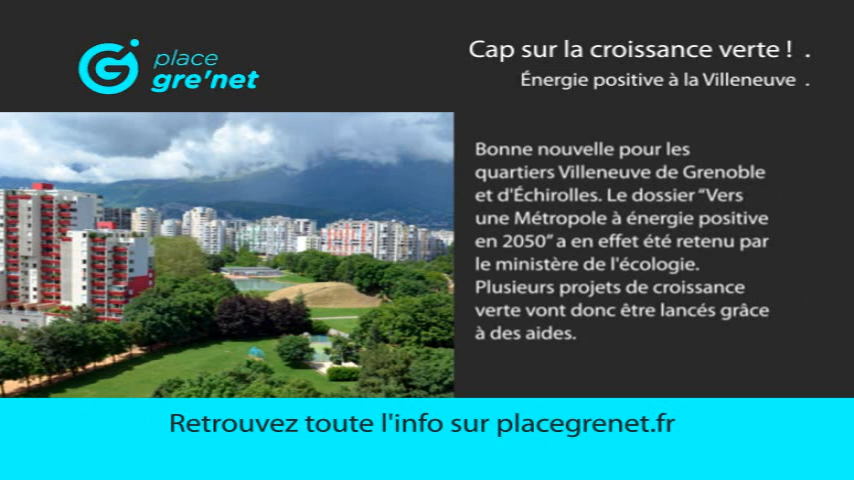 place
gre'net
Cap sur la croissance verte ! .
Énergie positive à la Villeneuve .
Bonne nouvelle pour les
quartiers Villeneuve de Grenoble
et d'Échirolles. Le dossier "Vers
une Métropole à énergie positive
en 2050" a en effet été retenu par
le ministère de l'écologie.
Plusieurs projets de croissance
verte vont donc être lancés grâce
à des aides.
Retrouvez toute l'info sur placegrenet.fr